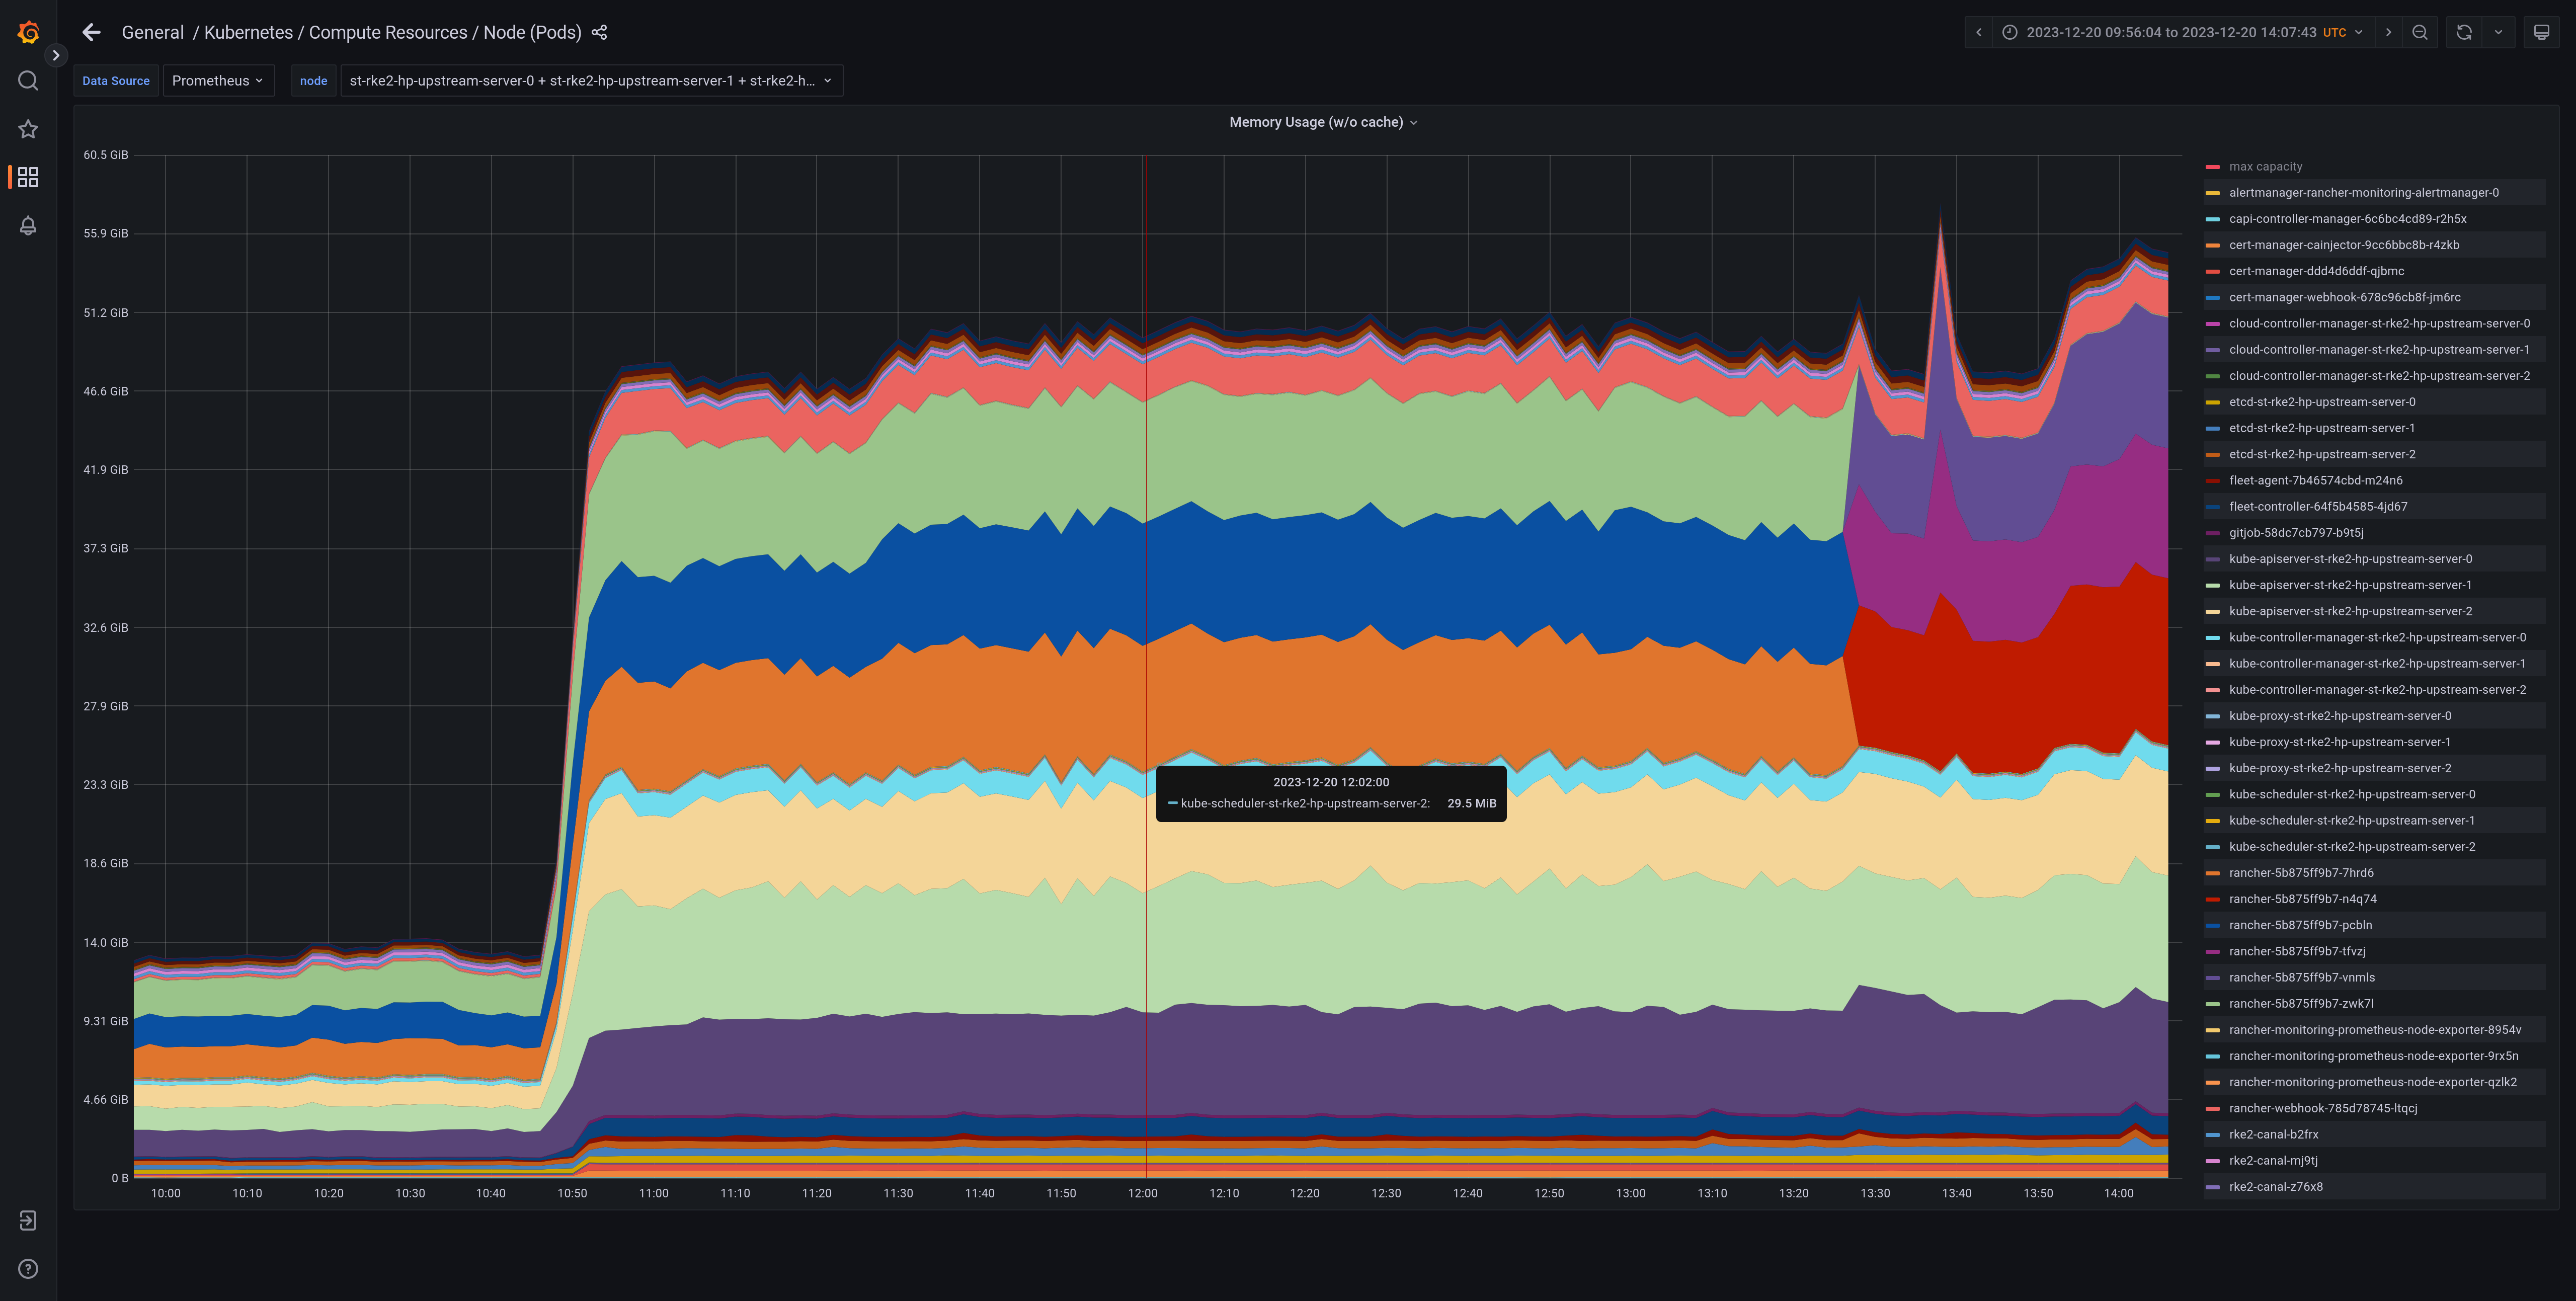 General / Kubernetes / Compute Resources / Node (Pods)
2023-12-20 09:56:04 to 2023-12-20 14:07:43 UTC
Data Source Prometheus node st-rke2-hp-upstream-server-0 + st-rke2-hp-upstream-server-1 + st-rke2-h...
Memory Usage (w/o cache)
60.5 GiB
55.9 GiB
51.2 GiB
46.6 GiB
41.9 GiB
37.3 GiB
32.6 GiB
27.9 GiB
23.3 GiB
18.6 GiB
14.0 GiB
9.31 GiB
4.66 GiB
0 B
10:00 10:10 10:20 10:30 10:40 10:50 11:00 11:10 11:20 11:30 11:40 11:50 12:00 12:10 12:20 12:30 12:40 12:50 13:00 13:10 13:20 13:30 13:40 13:50 14:00
2023-12-20 12:02:00
kube-scheduler-st-rke2-hp-upstream-server-2: 29.5 MiB
max capacity
alertmanager-rancher-monitoring-alertmanager-0
capi-controller-manager-6c6bc4cd89-r2h5x
cert-manager-cainjector-9cc6bbc8b-r4zkb
cert-manager-ddd4d6ddf-qjbmc
cert-manager-webhook-678c96cb8f-jm6rc
cloud-controller-manager-st-rke2-hp-upstream-server-0
cloud-controller-manager-st-rke2-hp-upstream-server-1
cloud-controller-manager-st-rke2-hp-upstream-server-2
etcd-st-rke2-hp-upstream-server-0
etcd-st-rke2-hp-upstream-server-1
etcd-st-rke2-hp-upstream-server-2
fleet-agent-7b46574cbd-m24n6
fleet-controller-64f5b4585-4jd67
gitjob-58dc7cb797-b9t5j
kube-apiserver-st-rke2-hp-upstream-server-0
kube-apiserver-st-rke2-hp-upstream-server-1
kube-apiserver-st-rke2-hp-upstream-server-2
kube-controller-manager-st-rke2-hp-upstream-server-0
kube-controller-manager-st-rke2-hp-upstream-server-1
kube-controller-manager-st-rke2-hp-upstream-server-2
kube-proxy-st-rke2-hp-upstream-server-0
kube-proxy-st-rke2-hp-upstream-server-1
kube-proxy-st-rke2-hp-upstream-server-2
kube-scheduler-st-rke2-hp-upstream-server-0
kube-scheduler-st-rke2-hp-upstream-server-1
kube-scheduler-st-rke2-hp-upstream-server-2
rancher-5b875ff9b7-7hrd6
rancher-5b875ff9b7-n4q74
rancher-5b875ff9b7-pcbln
rancher-5b875ff9b7-tfvzj
rancher-5b875ff9b7-vnmls
rancher-5b875ff9b7-zwk7l
rancher-monitoring-prometheus-node-exporter-8954v
rancher-monitoring-prometheus-node-exporter-9rx5n
rancher-monitoring-prometheus-node-exporter-qzlk2
rancher-webhook-785d78745-ltqcj
rke2-canal-b2frx
rke2-canal-mj9tj
rke2-canal-z76x8